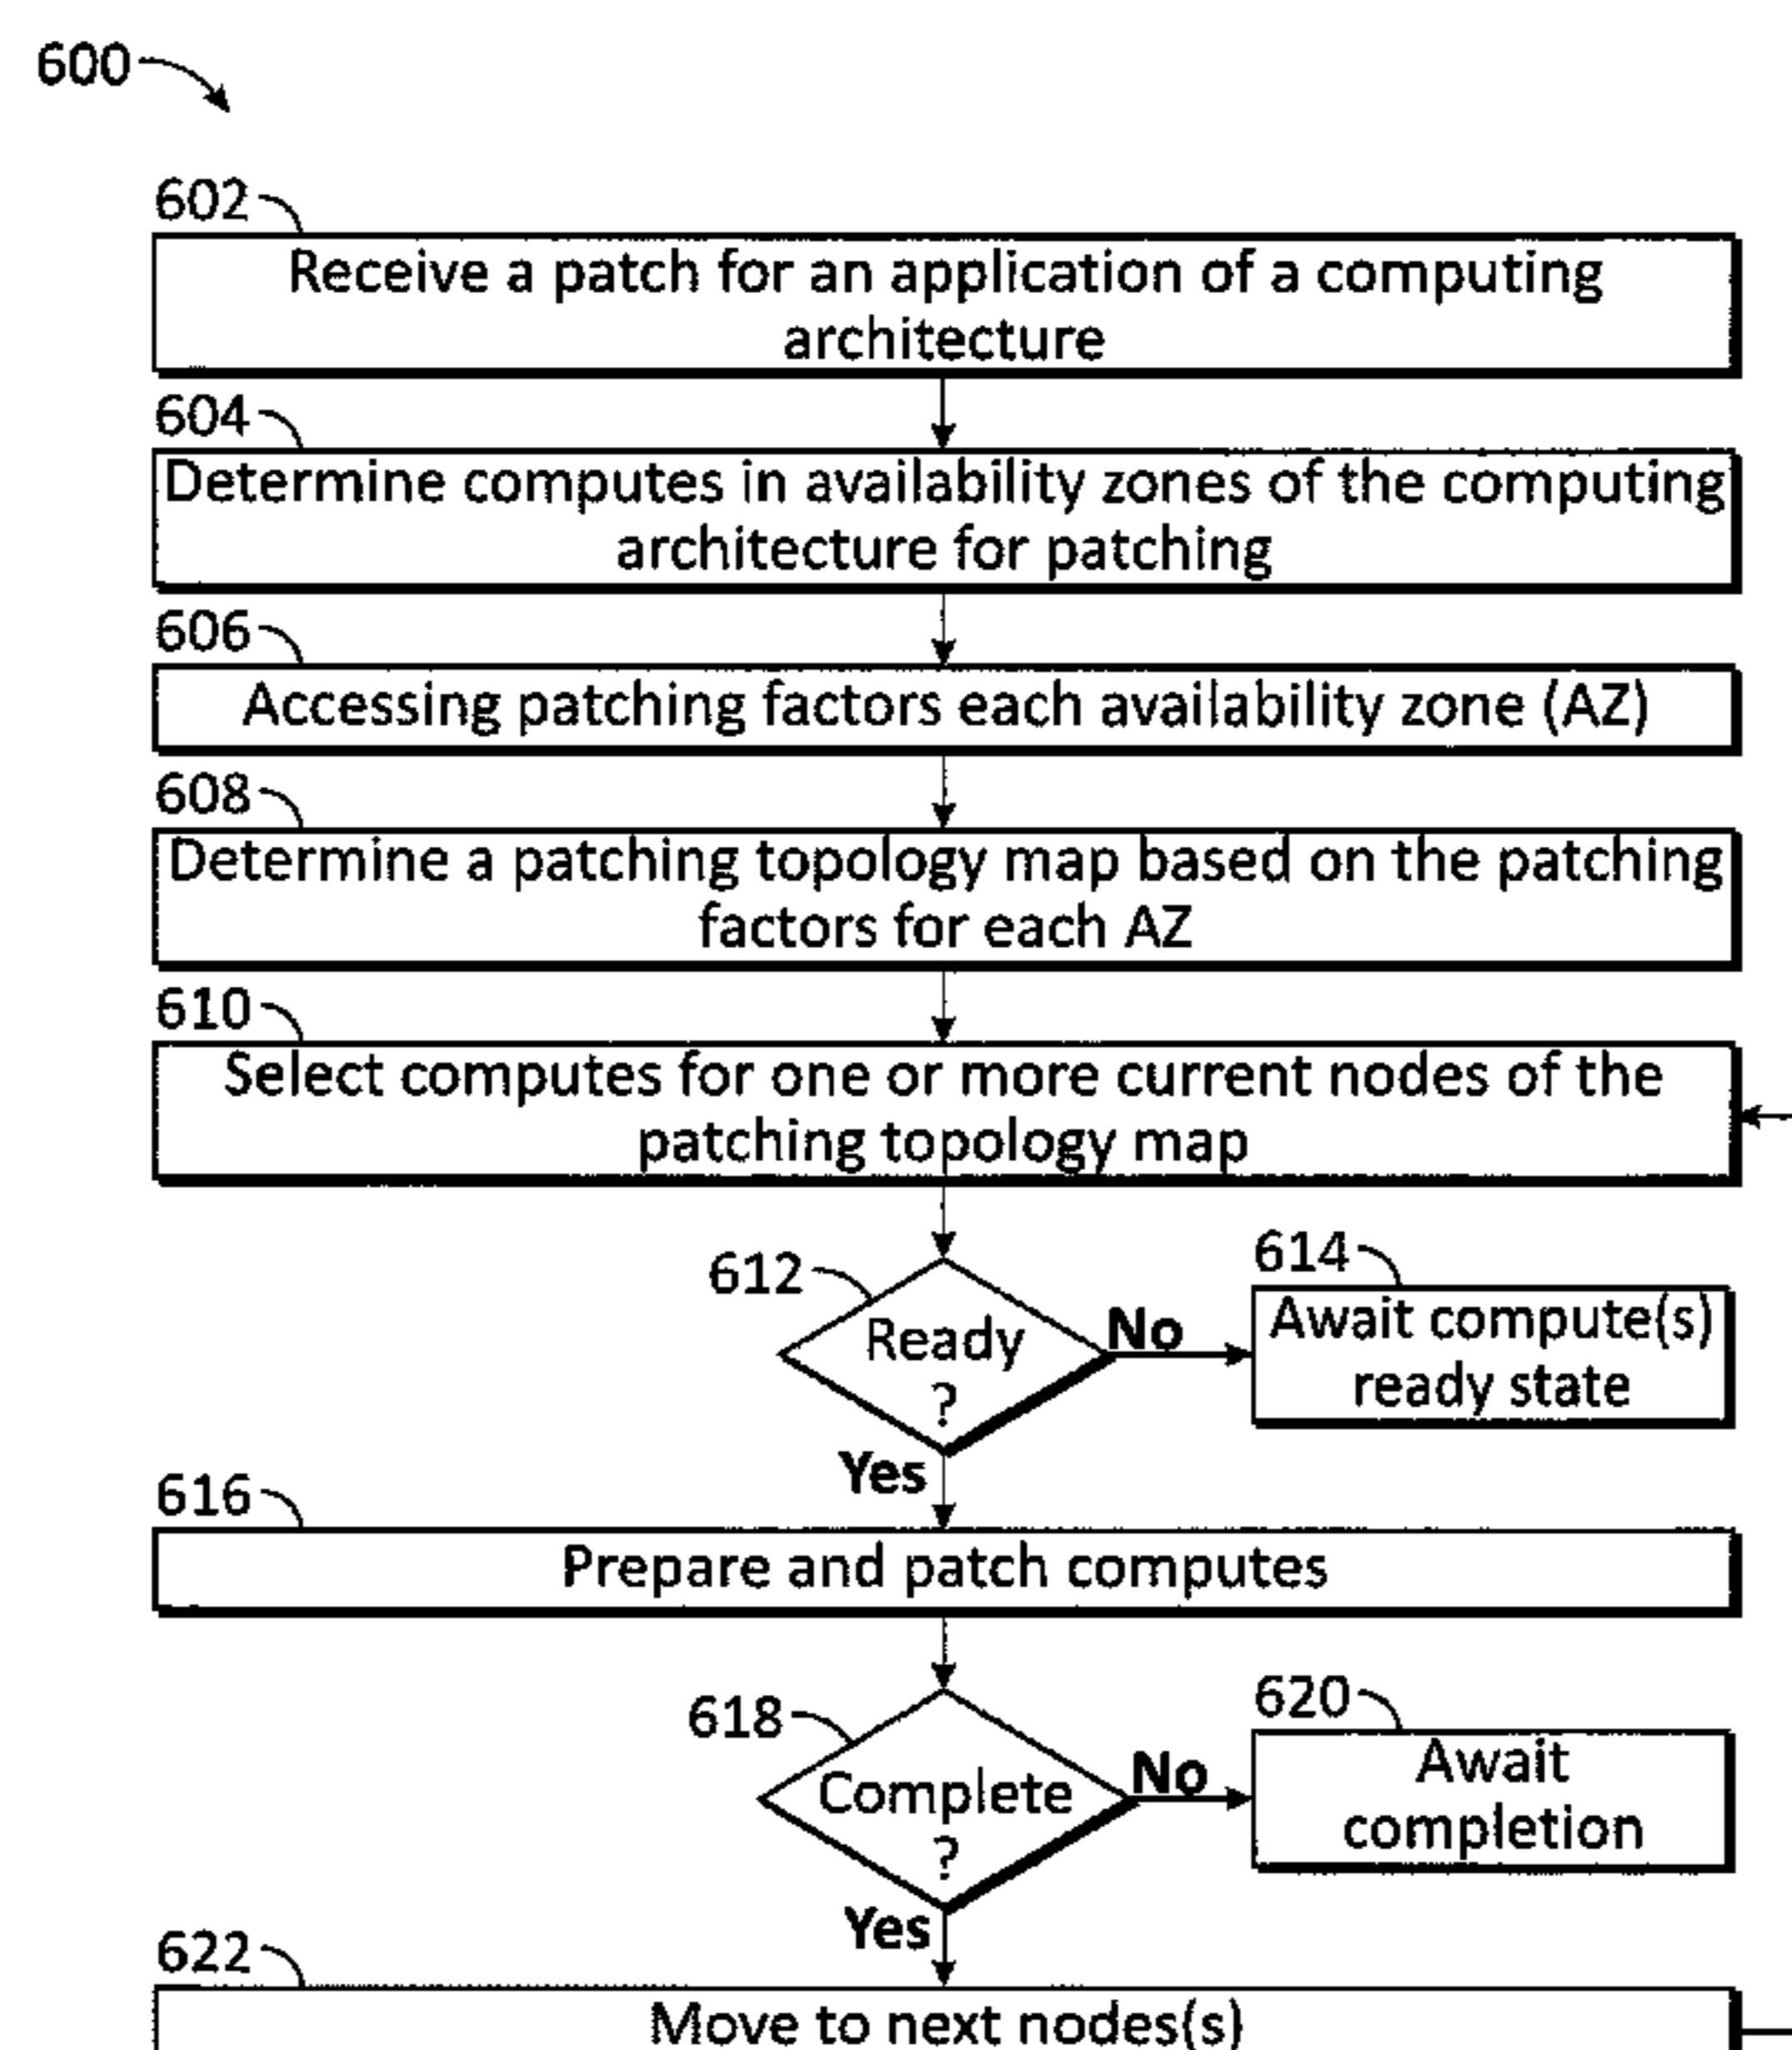 600
602
Receive a patch for an application of a computing
architecture
604
Determine computes in availability zones of the computing
architecture for patching
606
Accessing patching factors each availability zone (AZ)
608
Determine a patching topology map based on the patching
factors for each AZ
610
Select computes for one or more current nodes of the
patching topology map
612
Ready
?
No
614
Await compute(s)
ready state
Yes
616
Prepare and patch computes
618
Complete
?
No
620
Await
completion
Yes
622
Move to next nodes(s)